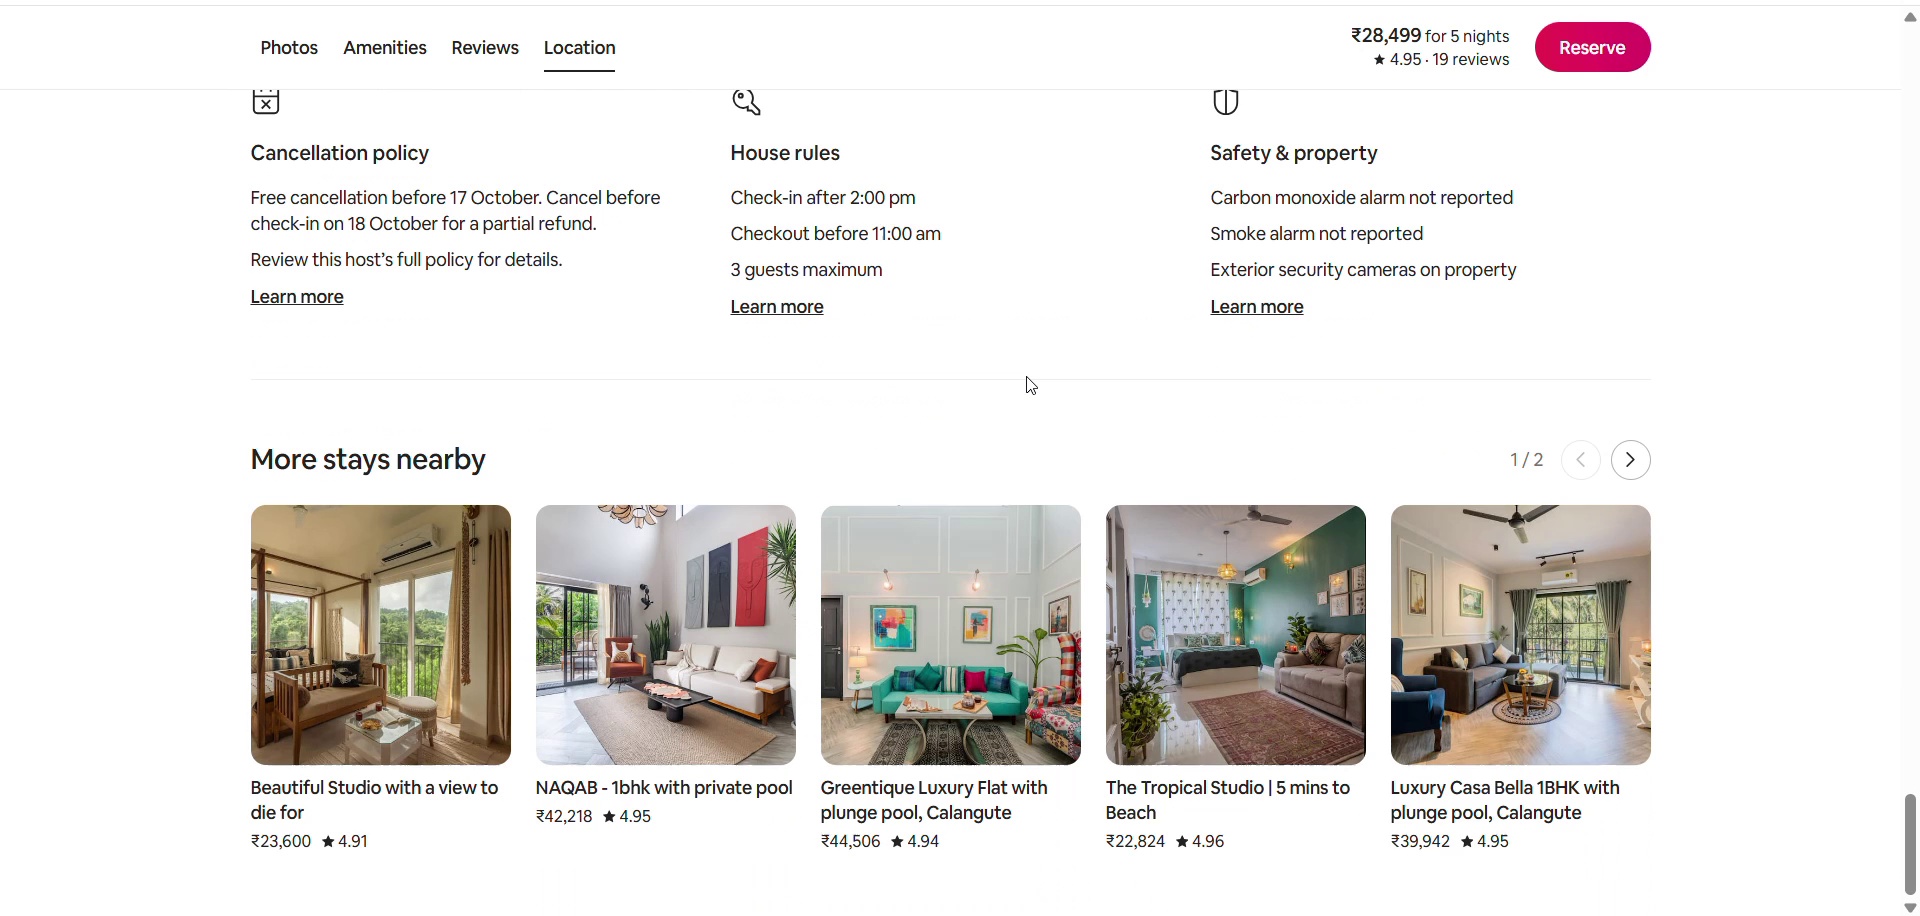 Photos Amenities Reviews Location
₹28,499 for 5 nights
★ 4.95 · 19 reviews
Reserve
Cancellation policy
Free cancellation before 17 October. Cancel before
check-in on 18 October for a partial refund.
Review this host’s full policy for details.
Learn more
House rules
Check-in after 2:00 pm
Checkout before 11:00 am
3 guests maximum
Learn more
Safety & property
Carbon monoxide alarm not reported
Smoke alarm not reported
Exterior security cameras on property
Learn more
More stays nearby
1 / 2
Beautiful Studio with a view to
die for
₹23,600 ★ 4.91
NAQAB - 1bhk with private pool
₹42,218 ★ 4.95
Greentique Luxury Flat with
plunge pool, Calangute
₹44,506 ★ 4.94
The Tropical Studio | 5 mins to
Beach
₹22,824 ★ 4.96
Luxury Casa Bella 1BHK with
plunge pool, Calangute
₹39,942 ★ 4.95